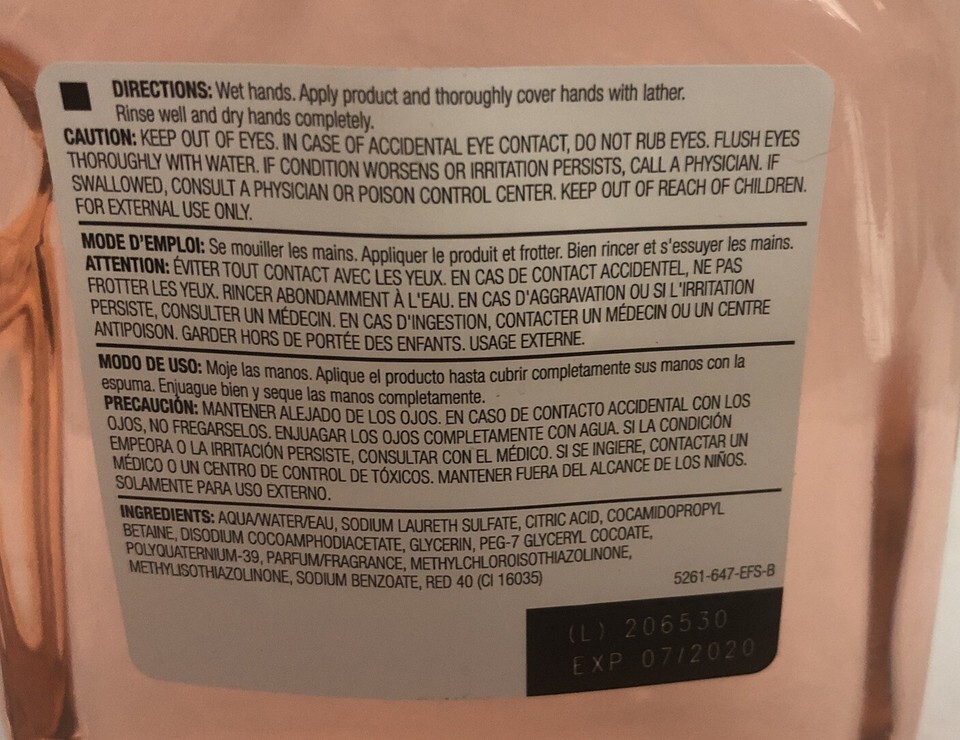 DIRECTIONS: Wet hands. Apply product and thoroughly cover hands with lather.
Rinse well and dry hands completely.
CAUTION: KEEP OUT OF EYES. IN CASE OF ACCIDENTAL EYE CONTACT, DO NOT RUB EYES. FLUSH EYES
THOROUGHLY WITH WATER. IF CONDITION WORSENS OR IRRITATION PERSISTS, CALL A PHYSICIAN. IF
SWALLOWED, CONSULT A PHYSICIAN OR POISON CONTROL CENTER. KEEP OUT OF REACH OF CHILDREN.
FOR EXTERNAL USE ONLY.
MODE D'EMPLOI: Se mouiller les mains. Appliquer le produit et frotter. Bien rincer et s'essuyer les mains.
ATTENTION: ÉVITER TOUT CONTACT AVEC LES YEUX. EN CAS DE CONTACT ACCIDENTEL, NE PAS
FROTTER LES YEUX. RINCER ABONDAMMENT À L'EAU. EN CAS D'AGGRAVATION OU SI L'IRRITATION
PERSISTE, CONSULTER UN MÉDECIN. EN CAS D'INGESTION, CONTACTER UN MÉDECIN OU UN CENTRE
ANTIPOISON. GARDER HORS DE PORTÉE DES ENFANTS. USAGE EXTERNE.
MODO DE USO: Moje las manos. Aplique el producto hasta cubrir completamente sus manos con la
espuma. Enjuague bien y seque las manos completamente.
PRECAUCIÓN: MANTENER ALEJADO DE LOS OJOS. EN CASO DE CONTACTO ACCIDENTAL CON LOS
OJOS, NO FREGARSELOS. ENJUAGAR LOS OJOS COMPLETAMENTE CON AGUA. SI LA CONDICIÓN
EMPEORA O LA IRRITACIÓN PERSISTE, CONSULTAR CON EL MÉDICO. SI SE INGIERE, CONTACTAR UN
MÉDICO O UN CENTRO DE CONTROL DE TÓXICOS. MANTENER FUERA DEL ALCANCE DE LOS NIÑOS.
SOLAMENTE PARA USO EXTERNO.
INGREDIENTS: AQUA/WATER/EAU, SODIUM LAURETH SULFATE, CITRIC ACID, COCAMIDOPROPYL
BETAINE, DISODIUM COCOAMPHODIACETATE, GLYCERIN, PEG-7 GLYCERYL COCOATE,
POLYQUATERNIUM-39, PARFUM/FRAGRANCE, METHYLCHLOROISOTHIAZOLINONE,
METHYLISOTHIAZOLINONE, SODIUM BENZOATE, RED 40 (CI 16035)
5261-647-EFS-B
(L) 206530
EXP 07/2020